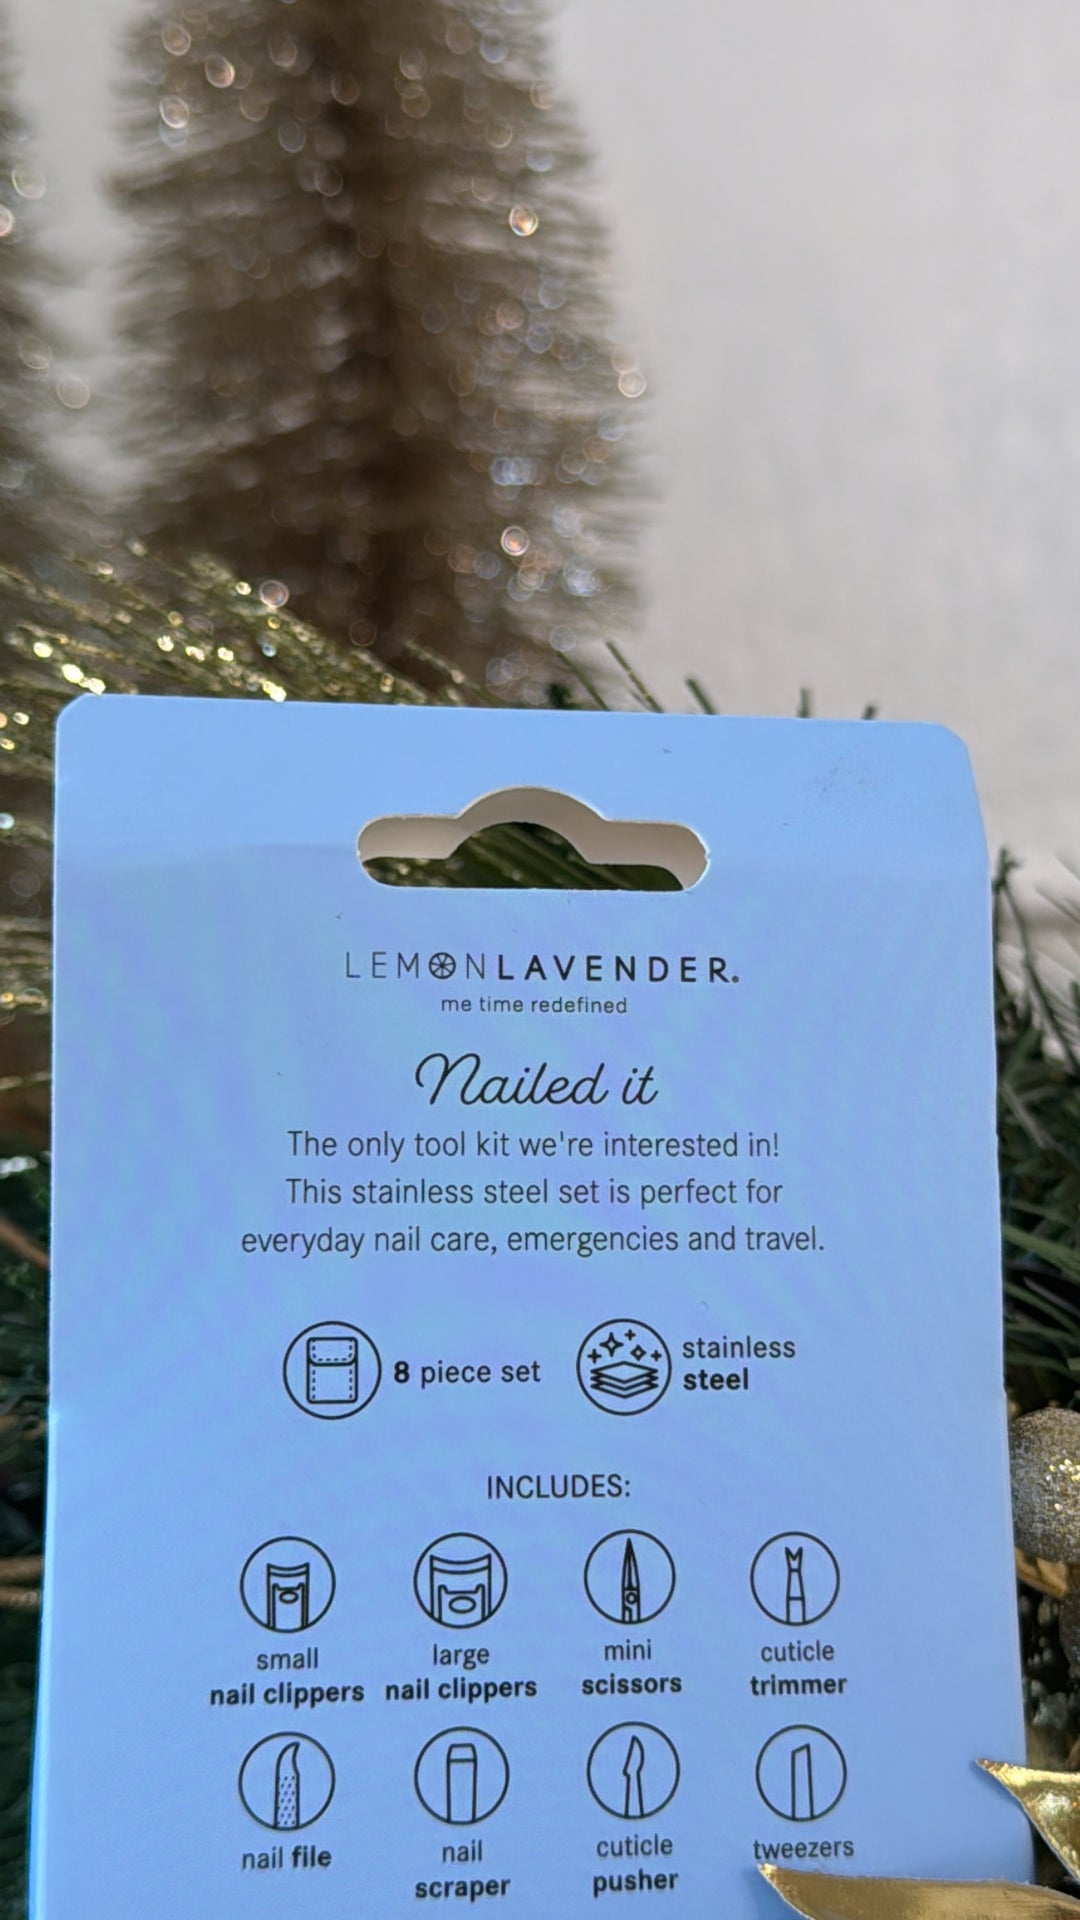 LEMONLAVENDER.
me time redefined
Nailed it
The only tool kit we're interested in!
This stainless steel set is perfect for
everyday nail care, emergencies and travel.
8 piece set
stainless
steel
INCLUDES:
small
nail clippers
large
nail clippers
mini
scissors
cuticle
trimmer
nail file
nail
scraper
cuticle
pusher
tweezers